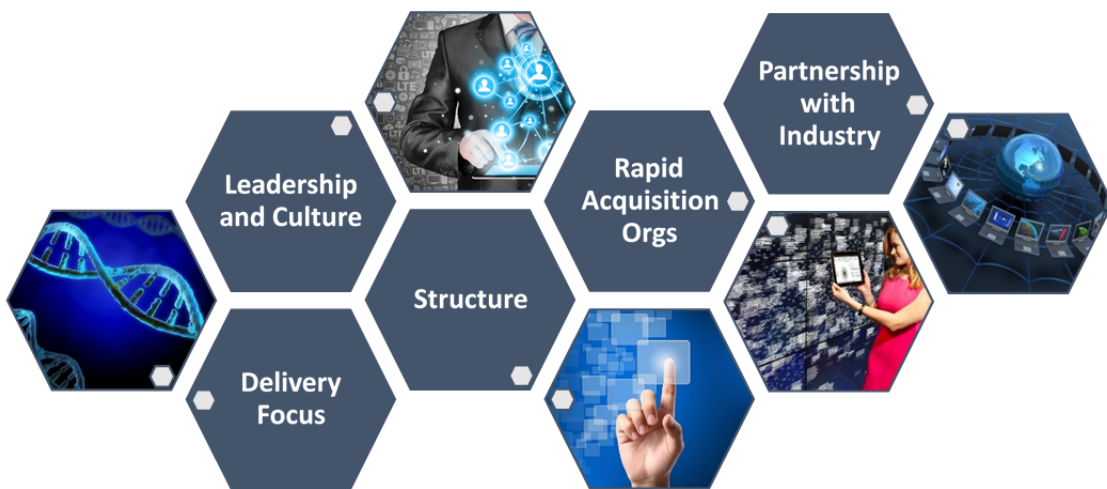 Partnership
with
Industry
Leadership
and Culture
Rapid
Acquisition
Orgs
Structure
Delivery
Focus